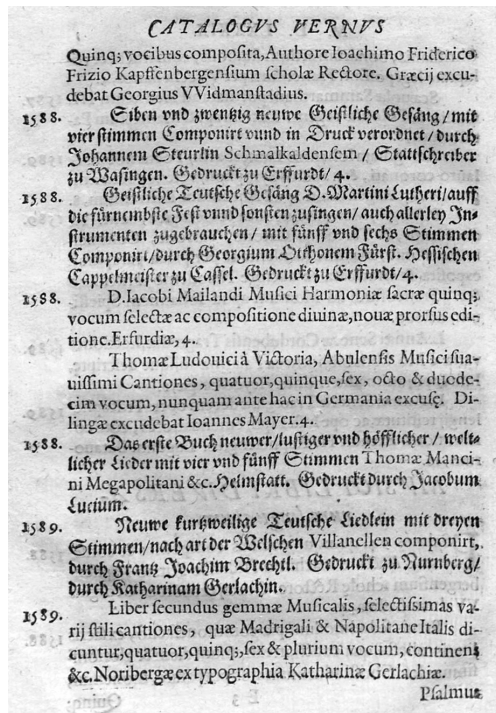 CATALOGVS VERNVS
Quinq; vocibus composita, Authore Ioachimo Friderico
Frizio Kapffenbergensium scholæ Rectore. Græcij excu-
debat Georgius VVidmanstadius.
1588. Siben vnd zwentzig neuwe Geistliche Gesäng / mit
vier stimmen Componirt vund in Druck verordnet / durch
Johannem Steurlin Schmalkaldensem / Stattschreiber
zu Wasingen. Gedruckt zu Erffurdt / 4.
1588. Geistliche Teutsche Gesäng D. Martini Lutheri / auff
die fürnembste Fest vnnd sonsten zusingen / auch allerley In-
strumenten zugebrauchen / mit fünff vnd sechs Stimmen
Componirt / durch Georgium Otthonem Fürst. Hessischen
Cappelmeister zu Cassel. Gedruckt zu Erffurdt / 4.
1588. D. Iacobi Mailandi Musici Harmoniæ sacræ quinq;
vocum selectæ ac compositione diuinæ, nouæ prorsus edi-
tione. Erfurdiæ, 4.
Thomæ Ludouici à Victoria, Abulensis Musici sua-
uissimi Cantiones, quatuor, quinque, sex, octo & duode-
cim vocum, nunquam ante hac in Germania excusę. Di-
lingæ excudebat Ioannes Mayer. 4.
1588. Das erste Buch neuwer / lustiger vnd höfflicher / welt-
licher Lieder mit vier vnd fünff Stimmen Thomæ Manci-
ni Megapolitani &c. Helmstatt. Gedruckt durch Jacobum
Lucium.
1589. Neuwe kurtzweilige Teutsche Liedlein mit dreyen
Stimmen / nach art der Welschen Villanellen componirt,
durch Frantz Joachim Brechtl. Gedruckt zu Nurnberg /
durch Katharinam Gerlachin.
1589. Liber secundus gemmæ Musicalis, selectissimas va-
rij stili cantiones, quæ Madrigali & Napolitane Italis di-
cuntur, quatuor, quinq;, sex & plurium vocum, continens
&c. Noribergæ ex typographia Katharinæ Gerlachiæ.
Psalmus